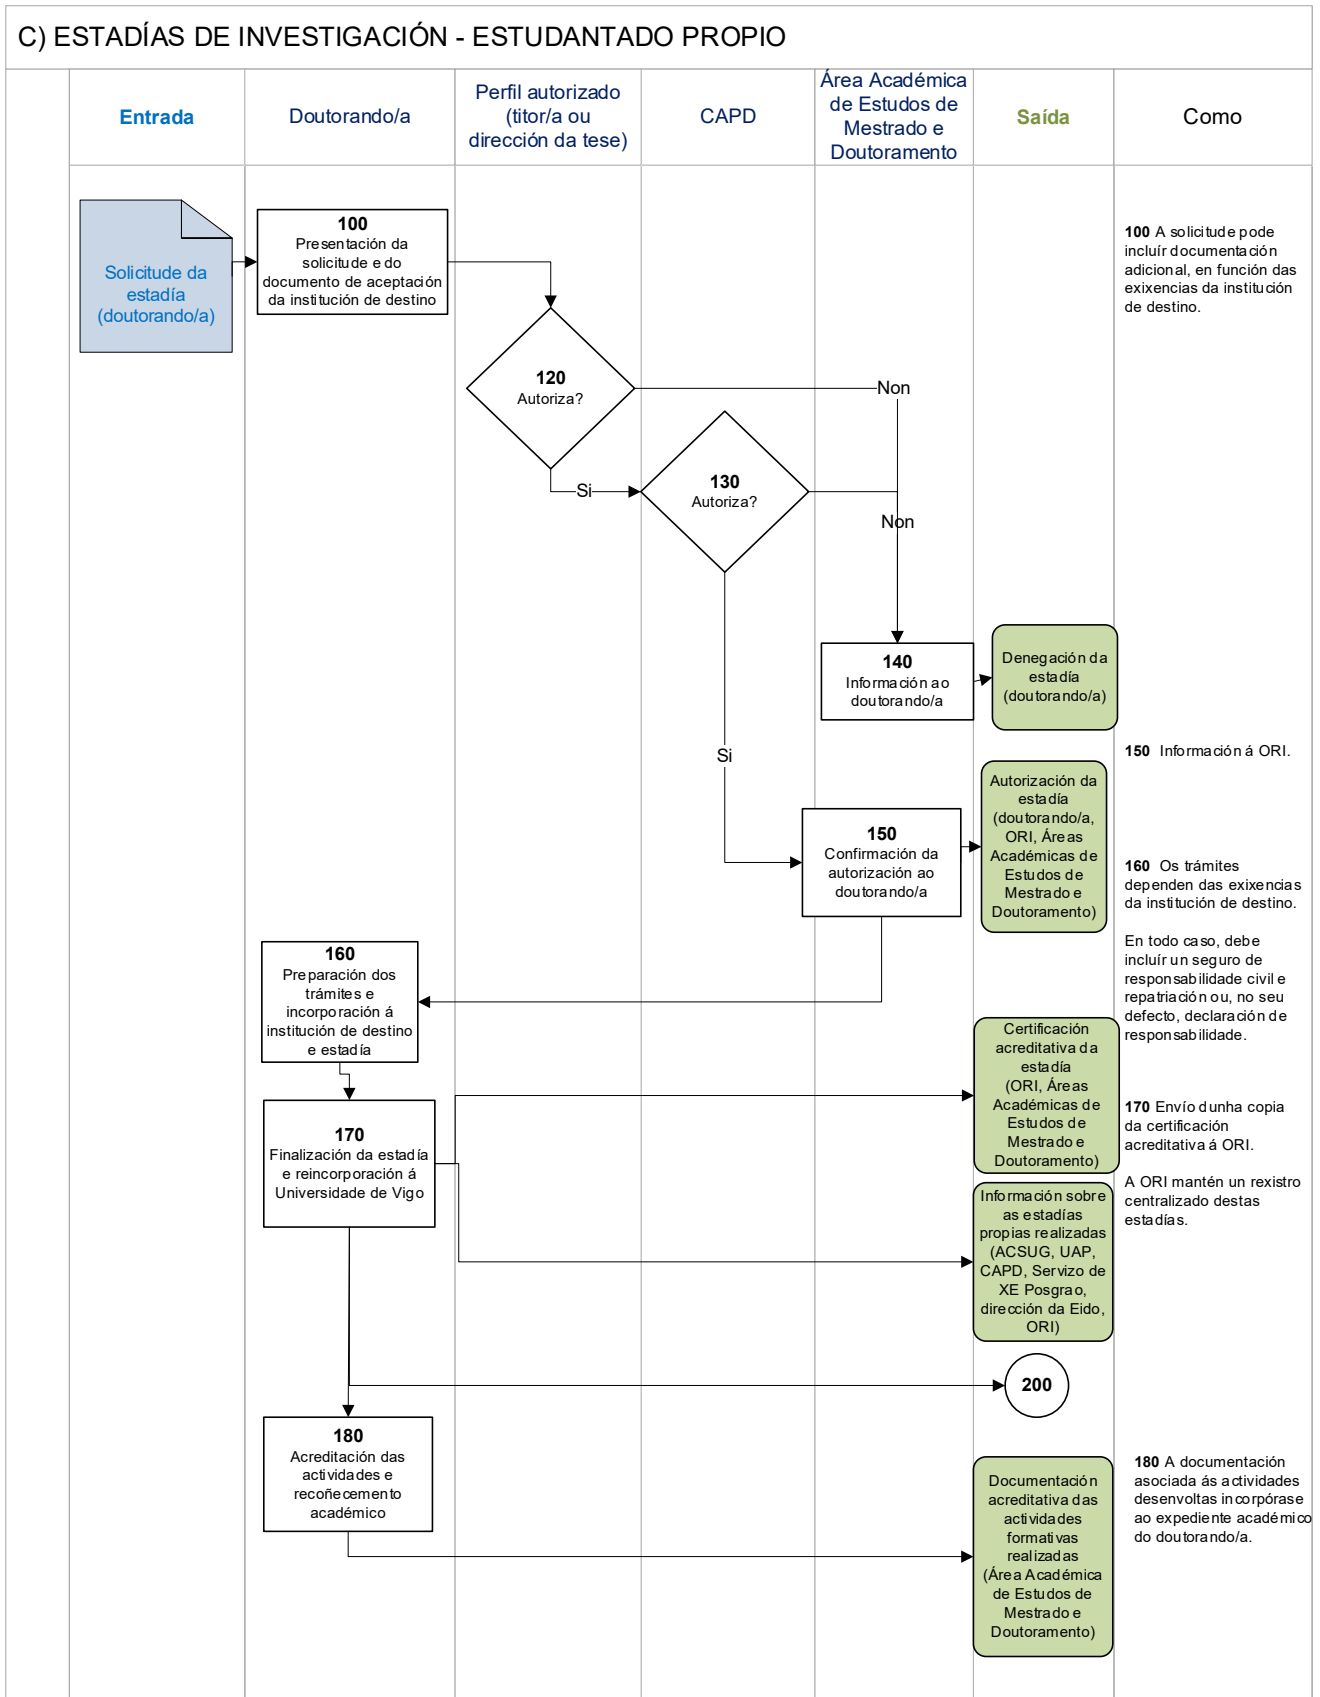 C) ESTADÍAS DE INVESTIGACIÓN - ESTUDANTADO PROPIO
Entrada
Doutorando/a
Perfil autorizado
(titor/a ou
dirección da tese)
CAPD
Área Académica
de Estudos de
Mestrado e
Doutoramento
Saída
Como
Solicitude da
estadía
(doutorando/a)
100
Presentación da
solicitude e do
documento de aceptación
da institución de destino
100 A solicitude pode
incluír documentación
adicional, en función das
exixencias da institución
de destino.
120
Autoriza?
Non
Si
130
Autoriza?
Non
Si
140
Información ao
doutorando/a
Denegación da
estadía
(doutorando/a)
150 Información á ORI.
150
Confirmación da
autorización ao
doutorando/a
Autorización da
estadía
(doutorando/a,
ORI, Áreas
Académicas de
Estudos de
Mestrado e
Doutoramento)
160 Os trámites
dependen das exixencias
da institución de destino.
En todo caso, debe
incluír un seguro de
responsabilidade civil e
repatriación ou, no seu
defecto, declaración de
responsabilidade.
160
Preparación dos
trámites e
incorporación á
institución de destino
e estadía
Certificación
acreditativa da
estadía
(ORI, Áreas
Académicas de
Estudos de
Mestrado e
Doutoramento)
170
Finalización da estadía
e reincorporación á
Universidade de Vigo
170 Envío dunha copia
da certificación
acreditativa á ORI.
A ORI mantén un rexistro
centralizado destas
estadías.
Información sobre
as estadías
propias realizadas
(ACSUG, UAP,
CAPD, Servizo de
XE Posgrao,
dirección da Eido,
ORI)
200
180
Acreditación das
actividades e
recoñecemento
académico
Documentación
acreditativa das
actividades
formativas
realizadas
(Área Académica
de Estudos de
Mestrado e
Doutoramento)
180 A documentación
asociada ás actividades
desenvoltas incorpórase
ao expediente académico
do doutorando/a.